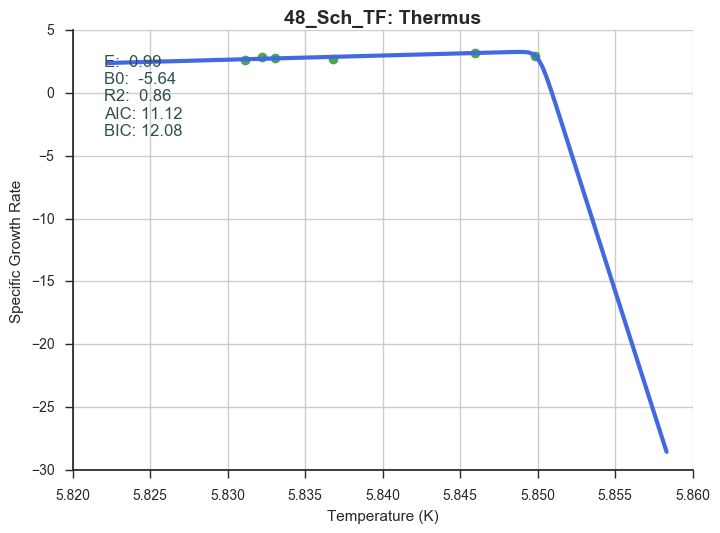 48_Sch_TF: Thermus
5
0
−5
−10
−15
−20
−25
−30
E:  0.99
B0:  -5.64
R2:  0.86
AIC: 11.12
BIC: 12.08
Specific Growth Rate
5.820 5.825 5.830 5.835 5.840 5.845 5.850 5.855 5.860
Temperature (K)